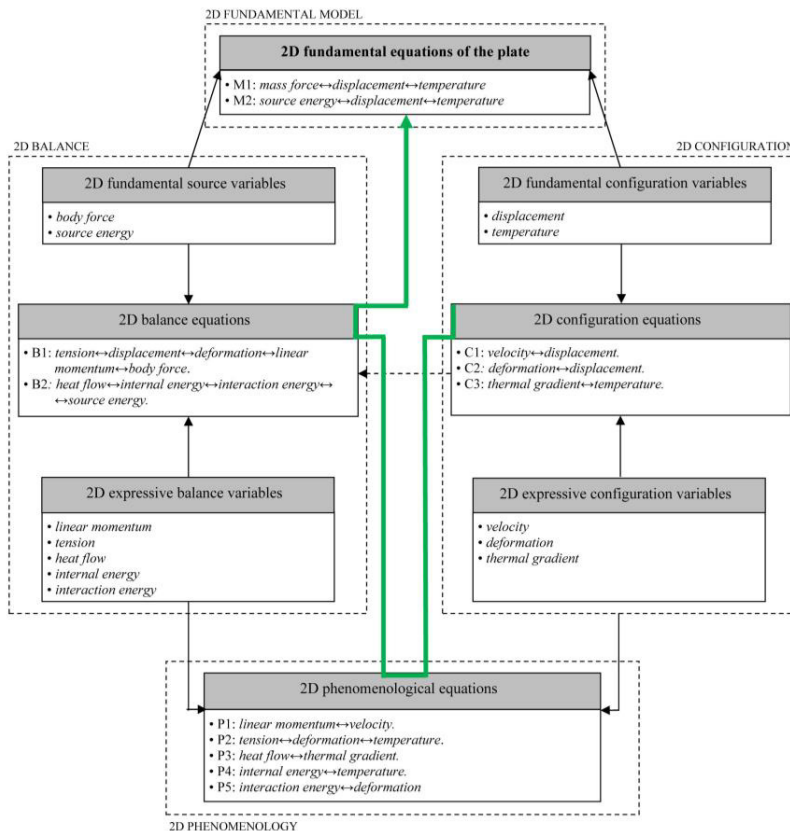 2D FUNDAMENTAL MODEL
2D fundamental equations of the plate
• M1: mass force↔displacement↔temperature
• M2: source energy↔displacement↔temperature
2D BALANCE
2D fundamental source variables
• body force
• source energy
2D balance equations
• B1: tension↔displacement↔deformation↔linear
momentum↔body force.
• B2: heat flow↔internal energy↔interaction energy↔
↔source energy.
2D expressive balance variables
• linear momentum
• tension
• heat flow
• internal energy
• interaction energy
2D CONFIGURATION
2D fundamental configuration variables
• displacement
• temperature
2D configuration equations
• C1: velocity↔displacement.
• C2: deformation↔displacement.
• C3: thermal gradient↔temperature.
2D expressive configuration variables
• velocity
• deformation
• thermal gradient
2D phenomenological equations
• P1: linear momentum↔velocity.
• P2: tension↔deformation↔temperature.
• P3: heat flow↔thermal gradient.
• P4: internal energy↔temperature.
• P5: interaction energy↔deformation
2D PHENOMENOLOGY